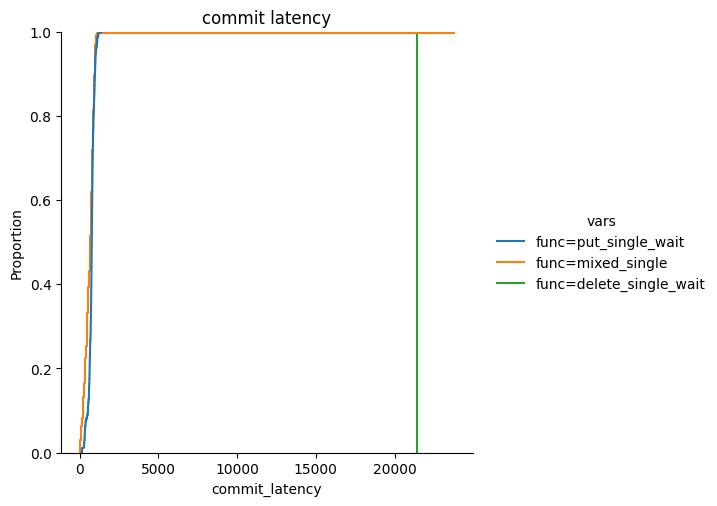 commit latency
1.0
0.8
0.6
0.4
0.2
0.0
Proportion
0
5000
10000
15000
20000
commit_latency
vars
func=put_single_wait
func=mixed_single
func=delete_single_wait